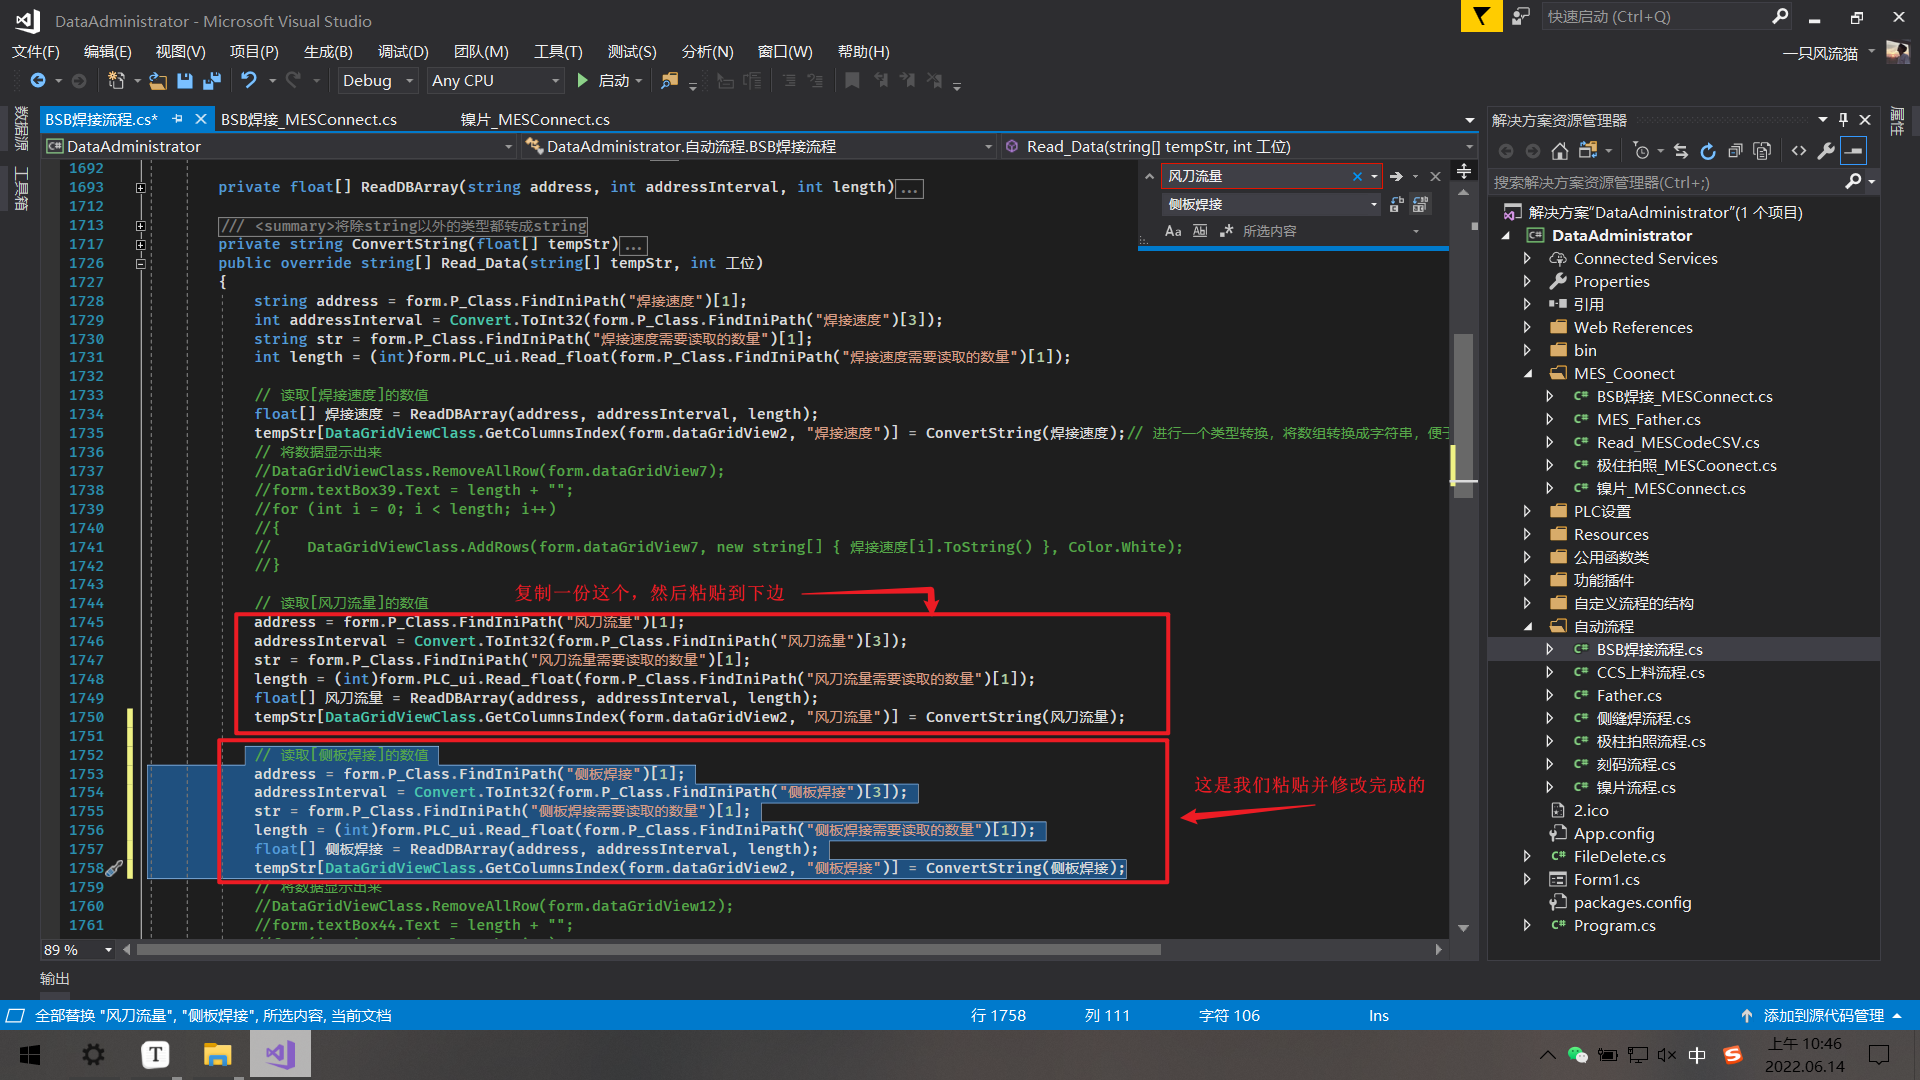 DataAdministrator - Microsoft Visual Studio
快速启动 (Ctrl+Q)
文件(F) 编辑(E) 视图(V) 项目(P) 生成(B) 调试(D) 团队(M) 工具(T) 测试(S) 分析(N) 窗口(W) 帮助(H)
一只风流猫
Debug Any CPU 启动
数据源
工具箱
BSB焊接流程.cs* BSB焊接_MESConnect.cs 镍片_MESConnect.cs
DataAdministrator DataAdministrator.自动流程.BSB焊接流程 Read_Data(string[] tempStr, int 工位)
风刀流量
侧板焊接
Aa Ab 所选内容
1692
1693 private float[] ReadDBArray(string address, int addressInterval, int length)...
1712
1713 /// <summary>将除string以外的类型都转成string
1717 private string ConvertString(float[] tempStr)...
1726 public override string[] Read_Data(string[] tempStr, int 工位)
1727 {
1728 string address = form.P_Class.FindIniPath("焊接速度")[1];
1729 int addressInterval = Convert.ToInt32(form.P_Class.FindIniPath("焊接速度")[3]);
1730 string str = form.P_Class.FindIniPath("焊接速度需要读取的数量")[1];
1731 int length = (int)form.PLC_ui.Read_float(form.P_Class.FindIniPath("焊接速度需要读取的数量")[1]);
1732
1733 // 读取[焊接速度]的数值
1734 float[] 焊接速度 = ReadDBArray(address, addressInterval, length);
1735 tempStr[DataGridViewClass.GetColumnsIndex(form.dataGridView2, "焊接速度")] = ConvertString(焊接速度);// 进行一个类型转换，将数组转换成字符串，便于
1736 // 将数据显示出来
1737 //DataGridViewClass.RemoveAllRow(form.dataGridView7);
1738 //form.textBox39.Text = length + "";
1739 //for (int i = 0; i < length; i++)
1740 //{
1741 // DataGridViewClass.AddRows(form.dataGridView7, new string[] { 焊接速度[i].ToString() }, Color.White);
1742 //}
1743
复制一份这个，然后粘贴到下边
1744 // 读取[风刀流量]的数值
1745 address = form.P_Class.FindIniPath("风刀流量")[1];
1746 addressInterval = Convert.ToInt32(form.P_Class.FindIniPath("风刀流量")[3]);
1747 str = form.P_Class.FindIniPath("风刀流量需要读取的数量")[1];
1748 length = (int)form.PLC_ui.Read_float(form.P_Class.FindIniPath("风刀流量需要读取的数量")[1]);
1749 float[] 风刀流量 = ReadDBArray(address, addressInterval, length);
1750 tempStr[DataGridViewClass.GetColumnsIndex(form.dataGridView2, "风刀流量")] = ConvertString(风刀流量);
1751
1752 // 读取[侧板焊接]的数值
1753 address = form.P_Class.FindIniPath("侧板焊接")[1];
1754 addressInterval = Convert.ToInt32(form.P_Class.FindIniPath("侧板焊接")[3]);
这是我们粘贴并修改完成的
1755 str = form.P_Class.FindIniPath("侧板焊接需要读取的数量")[1];
1756 length = (int)form.PLC_ui.Read_float(form.P_Class.FindIniPath("侧板焊接需要读取的数量")[1]);
1757 float[] 侧板焊接 = ReadDBArray(address, addressInterval, length);
1758 tempStr[DataGridViewClass.GetColumnsIndex(form.dataGridView2, "侧板焊接")] = ConvertString(侧板焊接);
1759 // 将数据显示出来
1760 //DataGridViewClass.RemoveAllRow(form.dataGridView12);
1761 //form.textBox44.Text = length + "";
89 %
输出
解决方案资源管理器
搜索解决方案资源管理器(Ctrl+;)
解决方案"DataAdministrator"(1 个项目)
DataAdministrator
Connected Services
Properties
引用
Web References
bin
MES_Coonect
BSB焊接_MESConnect.cs
MES_Father.cs
Read_MESCodeCSV.cs
极住拍照_MESCoonect.cs
镍片_MESConnect.cs
PLC设置
Resources
公用函数类
功能插件
自定义流程的结构
自动流程
BSB焊接流程.cs
CCS上料流程.cs
Father.cs
侧缝焊流程.cs
极柱拍照流程.cs
刻码流程.cs
镍片流程.cs
2.ico
App.config
FileDelete.cs
Form1.cs
packages.config
Program.cs
属性
全部替换 "风刀流量", "侧板焊接", 所选内容, 当前文档 行 1758 列 111 字符 106 Ins 添加到源代码管理
T
中
上午 10:46
2022.06.14